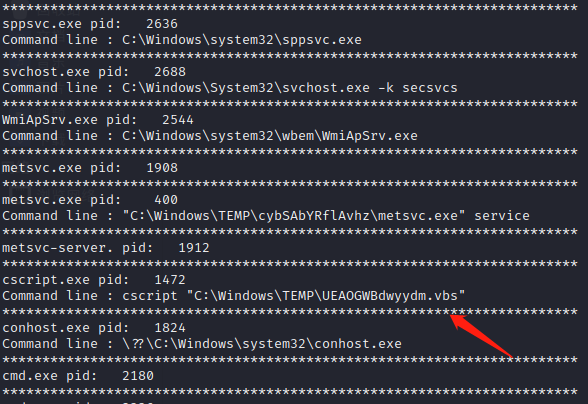 ************************************************************************
sppsvc.exe pid:   2636
Command line : C:\Windows\system32\sppsvc.exe
************************************************************************
svchost.exe pid:   2688
Command line : C:\Windows\System32\svchost.exe -k secsvcs
************************************************************************
WmiApSrv.exe pid:   2544
Command line : C:\Windows\system32\wbem\WmiApSrv.exe
************************************************************************
metsvc.exe pid:   1908
************************************************************************
metsvc.exe pid:    400
Command line : "C:\Windows\TEMP\cybSAbYRflAvhz\metsvc.exe" service
************************************************************************
metsvc-server. pid:   1912
************************************************************************
cscript.exe pid:   1472
Command line : cscript "C:\Windows\TEMP\UEAOGWBdwyydm.vbs"
************************************************************************
conhost.exe pid:   1824
Command line : \??\C:\Windows\system32\conhost.exe
************************************************************************
cmd.exe pid:   2180
************************************************************************